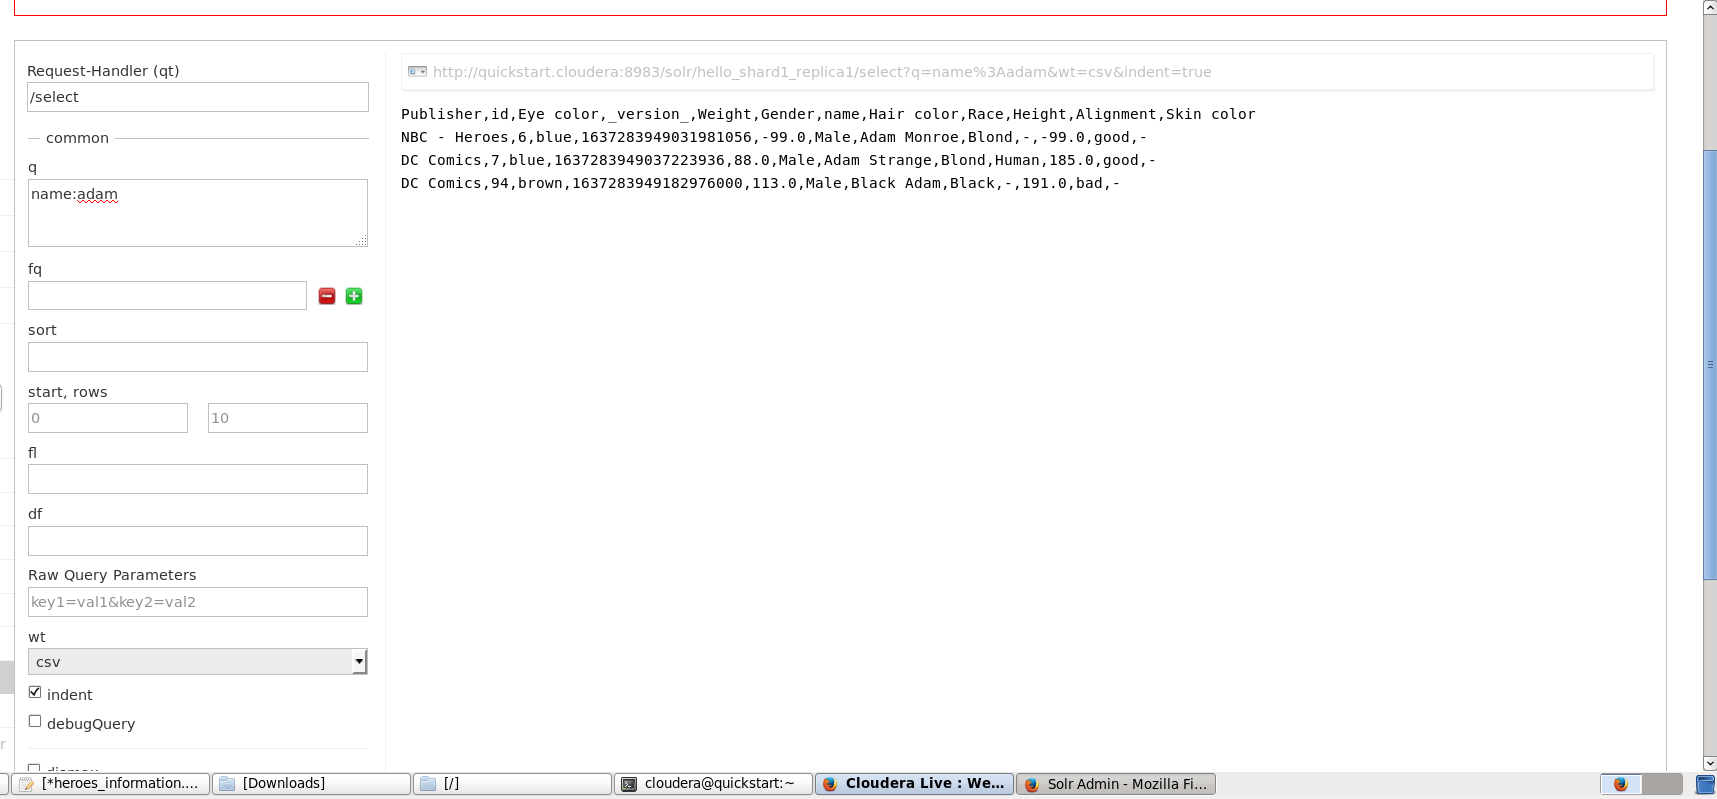 Request-Handler (qt)
/select
common
q
name:adam
fq
sort
start, rows
0 10
fl
df
Raw Query Parameters
key1=val1&key2=val2
wt
csv
indent
debugQuery
http://quickstart.cloudera:8983/solr/hello_shard1_replica1/select?q=name%3Aadam&wt=csv&indent=true
Publisher,id,Eye color,_version_,Weight,Gender,name,Hair color,Race,Height,Alignment,Skin color
NBC - Heroes,6,blue,1637283949031981056,-99.0,Male,Adam Monroe,Blond,-,-99.0,good,-
DC Comics,7,blue,1637283949037223936,88.0,Male,Adam Strange,Blond,Human,185.0,good,-
DC Comics,94,brown,1637283949182976000,113.0,Male,Black Adam,Black,-,191.0,bad,-
[*heroes_information.... [Downloads] [/] cloudera@quickstart:~ Cloudera Live : We... Solr Admin - Mozilla Fi...